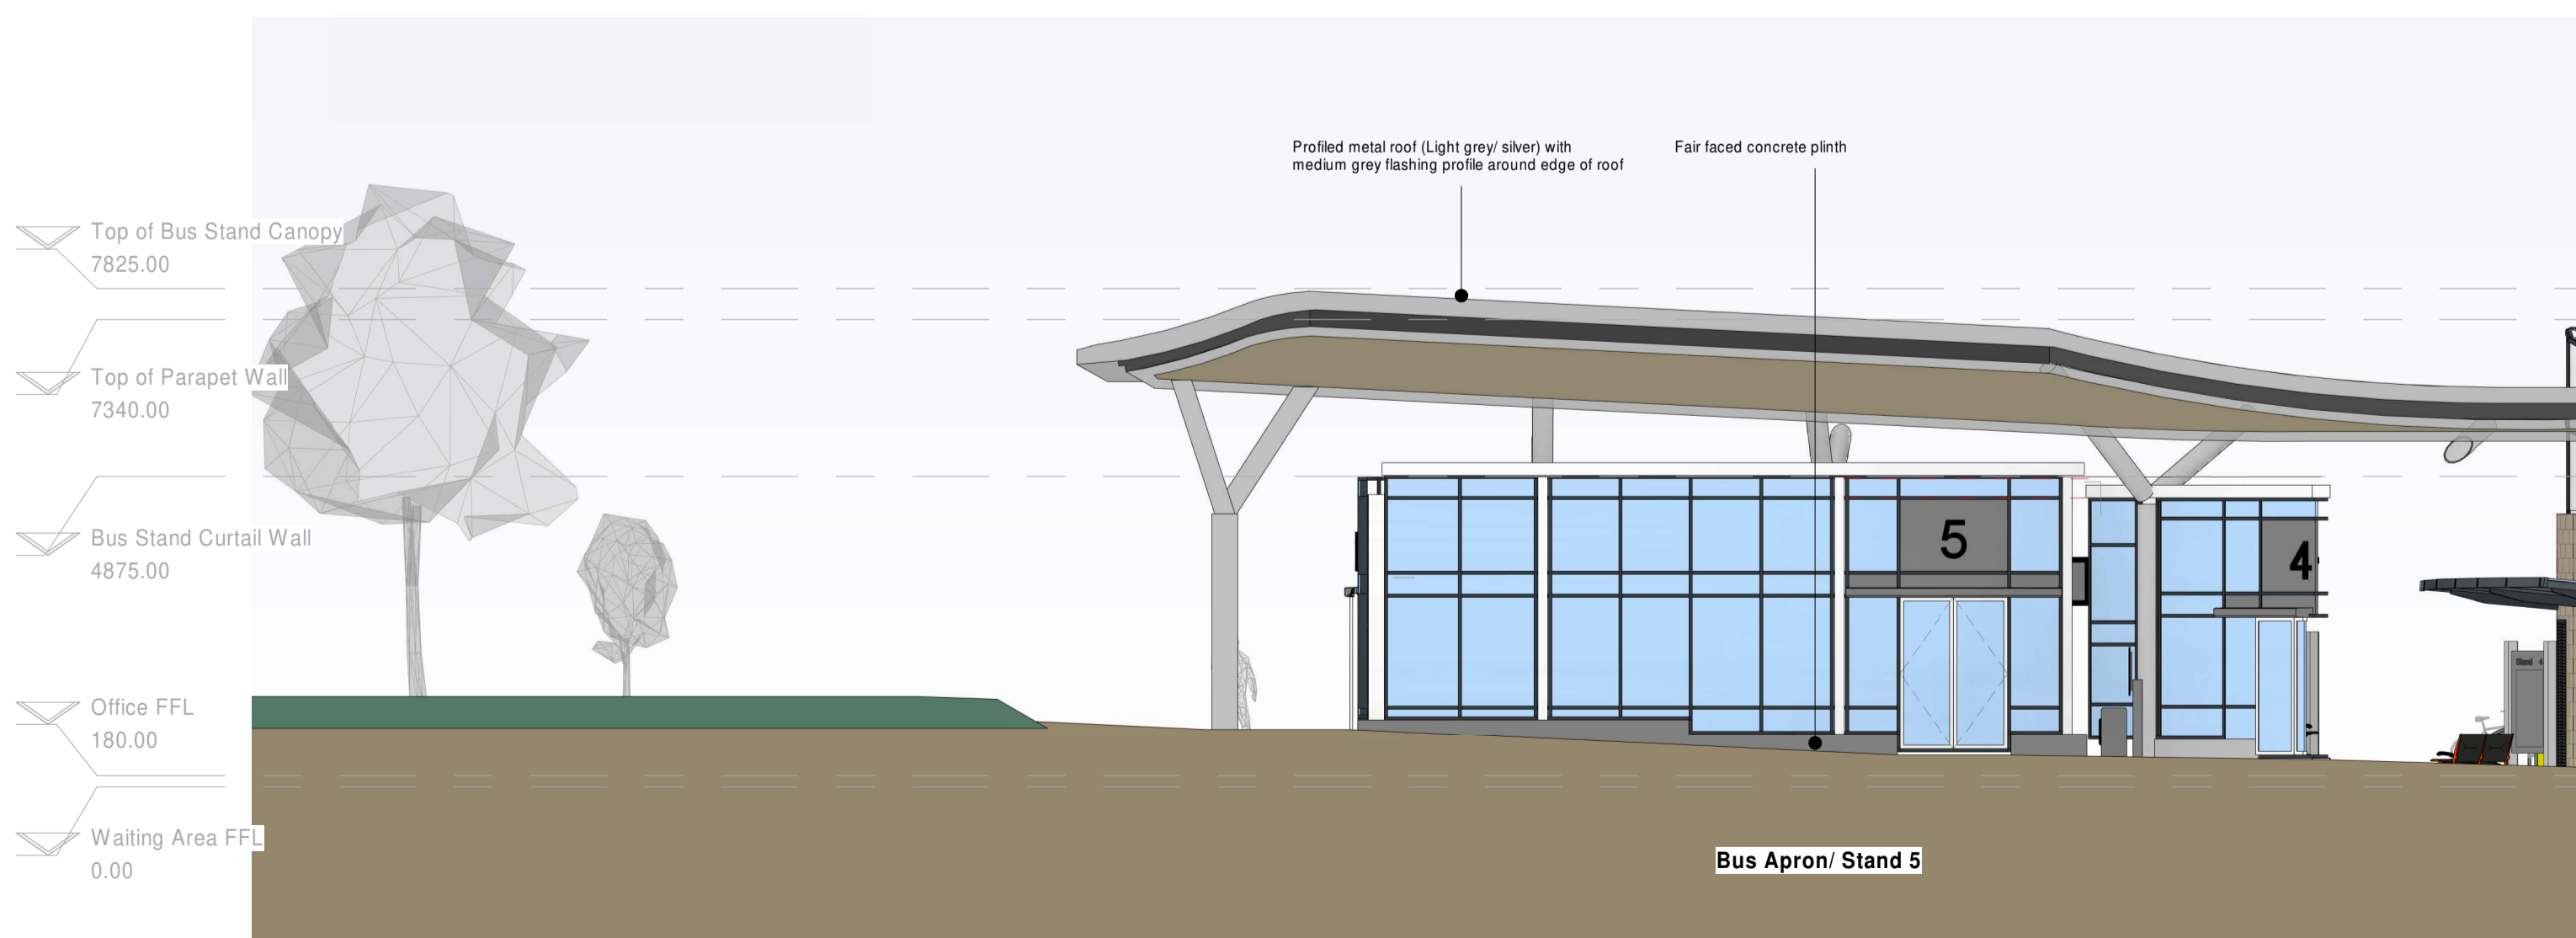 Profiled metal roof (Light grey/ silver) with
medium grey flashing profile around edge of roof
Fair faced concrete plinth
Top of Bus Stand Canopy
7825.00
Top of Parapet Wall
7340.00
Bus Stand Curtail Wall
4875.00
Office FFL
180.00
Waiting Area FFL
0.00
5
4
Stand 4
Bus Apron/ Stand 5